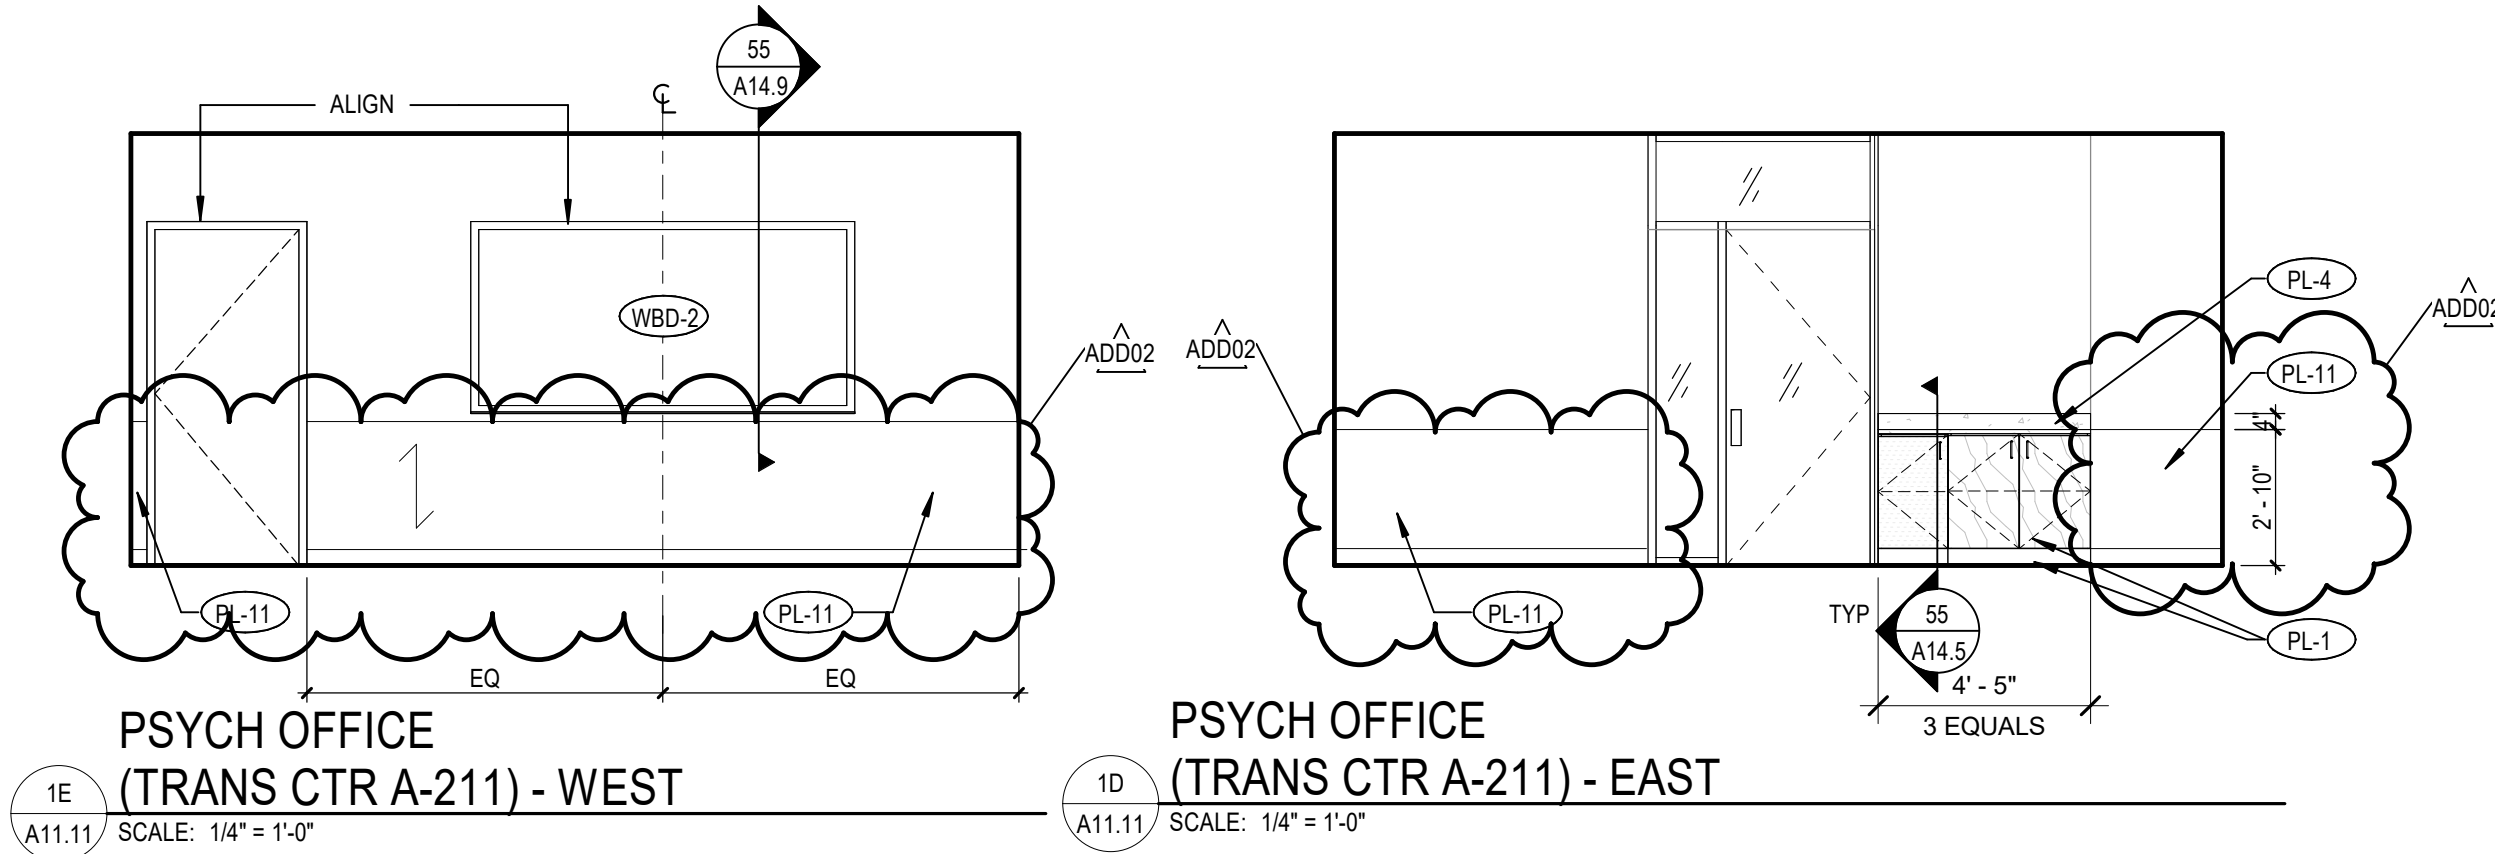 55
A14.9
ALIGN
CL
WBD-2
ADD02
PL-11
PL-11
EQ
EQ
PSYCH OFFICE
(TRANS CTR A-211) - WEST
1E
A11.11
SCALE: 1/4" = 1'-0"
ADD02
PL-4
ADD02
PL-11
4"
2' - 10"
PL-11
TYP
55
A14.5
PL-1
4' - 5"
3 EQUALS
PSYCH OFFICE
(TRANS CTR A-211) - EAST
1D
A11.11
SCALE: 1/4" = 1'-0"